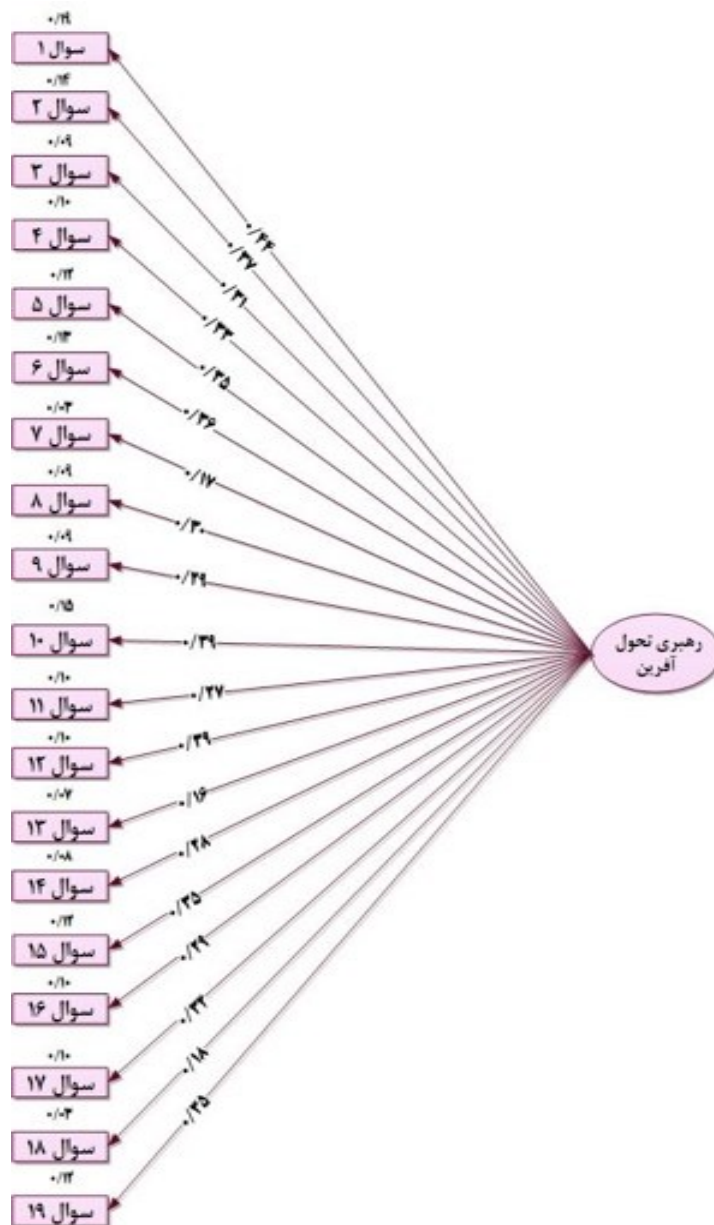 ۰/۱۹
سوال ۱
۰/۱۴
سوال ۲
۰/۰۹
سوال ۳
۰/۱۰
سوال ۴
۰/۱۲
سوال ۵
۰/۱۳
سوال ۶
۰/۰۳
سوال ۷
۰/۰۹
سوال ۸
۰/۰۹
سوال ۹
۰/۱۵
سوال ۱۰
۰/۱۰
سوال ۱۱
۰/۱۰
سوال ۱۲
۰/۰۷
سوال ۱۳
۰/۰۸
سوال ۱۴
۰/۱۲
سوال ۱۵
۰/۱۰
سوال ۱۶
۰/۱۰
سوال ۱۷
۰/۰۳
سوال ۱۸
۰/۱۲
سوال ۱۹
۰/۴۴
۰/۳۷
۰/۳۱
۰/۳۳
۰/۳۵
۰/۳۶
۰/۱۷
۰/۳۰
۰/۲۹
۰/۳۹
۰/۲۷
۰/۳۹
۰/۱۶
۰/۲۸
۰/۳۵
۰/۲۹
۰/۳۲
۰/۱۸
۰/۳۵
رهبری تحول
آفرین